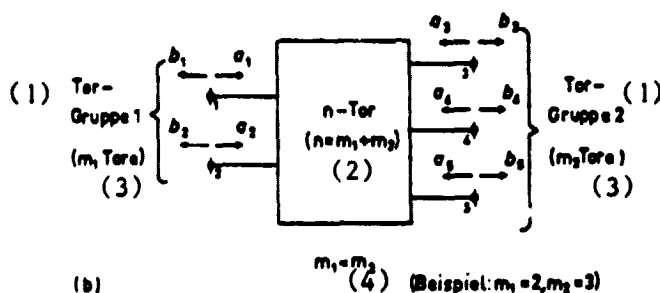 a₃ b₃
b₁ a₁ 3
(1) Tor- 1 n-Tor a₄ b₄ Tor- (1)
Gruppe 1 (n=m₁+m₂) Gruppe 2
b₂ a₂ 4
(m₁ Tore) (2) a₅ b₅ (m₂ Tore)
(3) 2 5 (3)
m₁<m₂
(b) (4) (Beispiel: m₁=2, m₂=3)